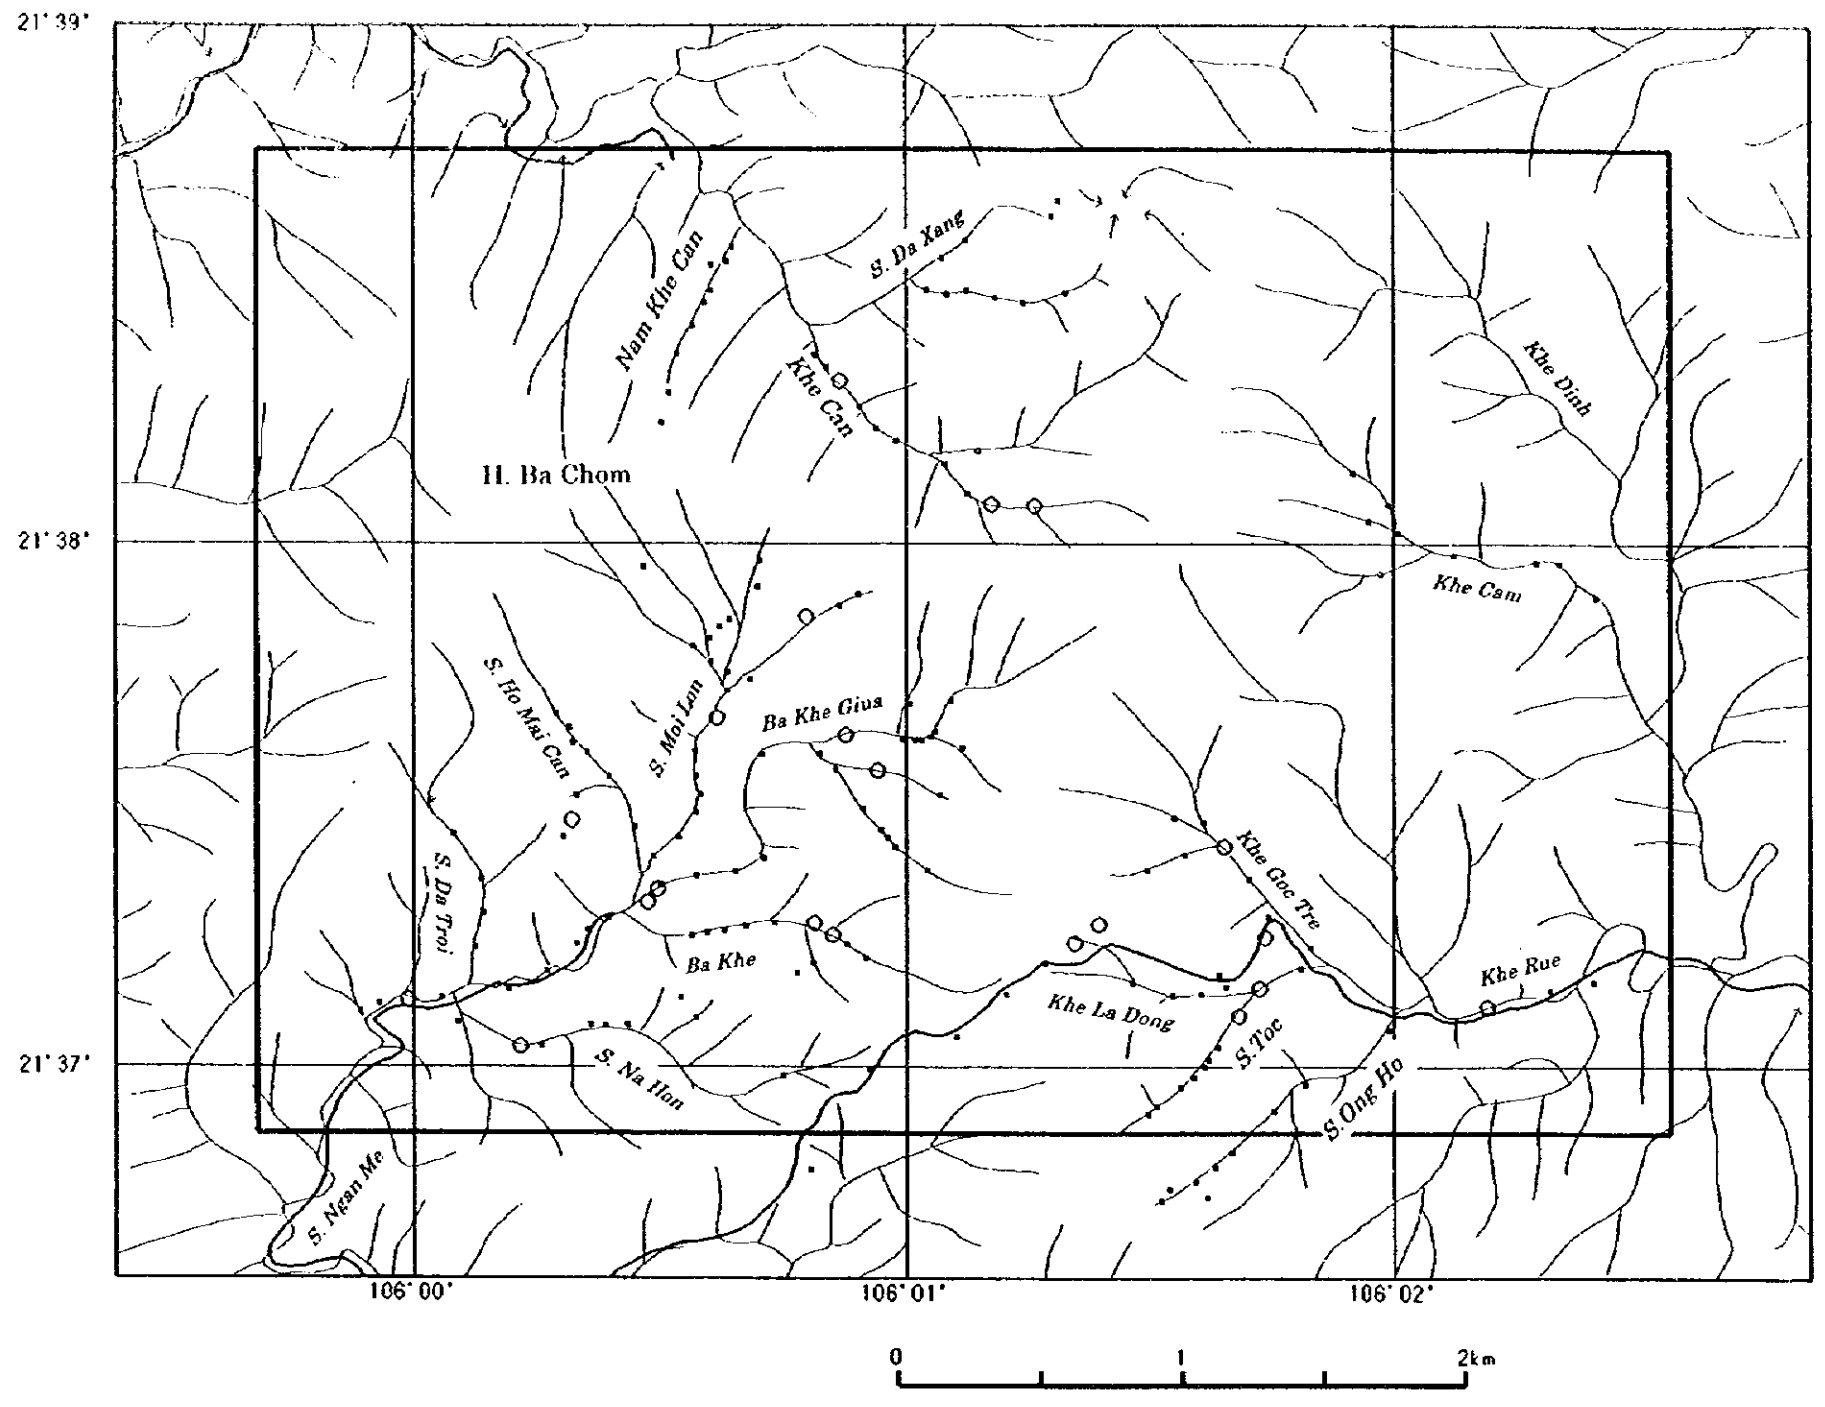 21°39'
S. Da Xang
Nam Khe Can
Khe Can
Khe Dinh
H. Ba Chom
21°38'
Khe Cam
S. Ho Mai Can
S. Moi Lon
Ba Khe Giua
Khe Goc Tre
S. Da Troi
Ba Khe
Khe Rue
Khe La Dong
S. Toc
21°37'
S. Na Hon
S. Ong Ho
S. Ngan Me
106°00' 106°01' 106°02'
0 1 2km